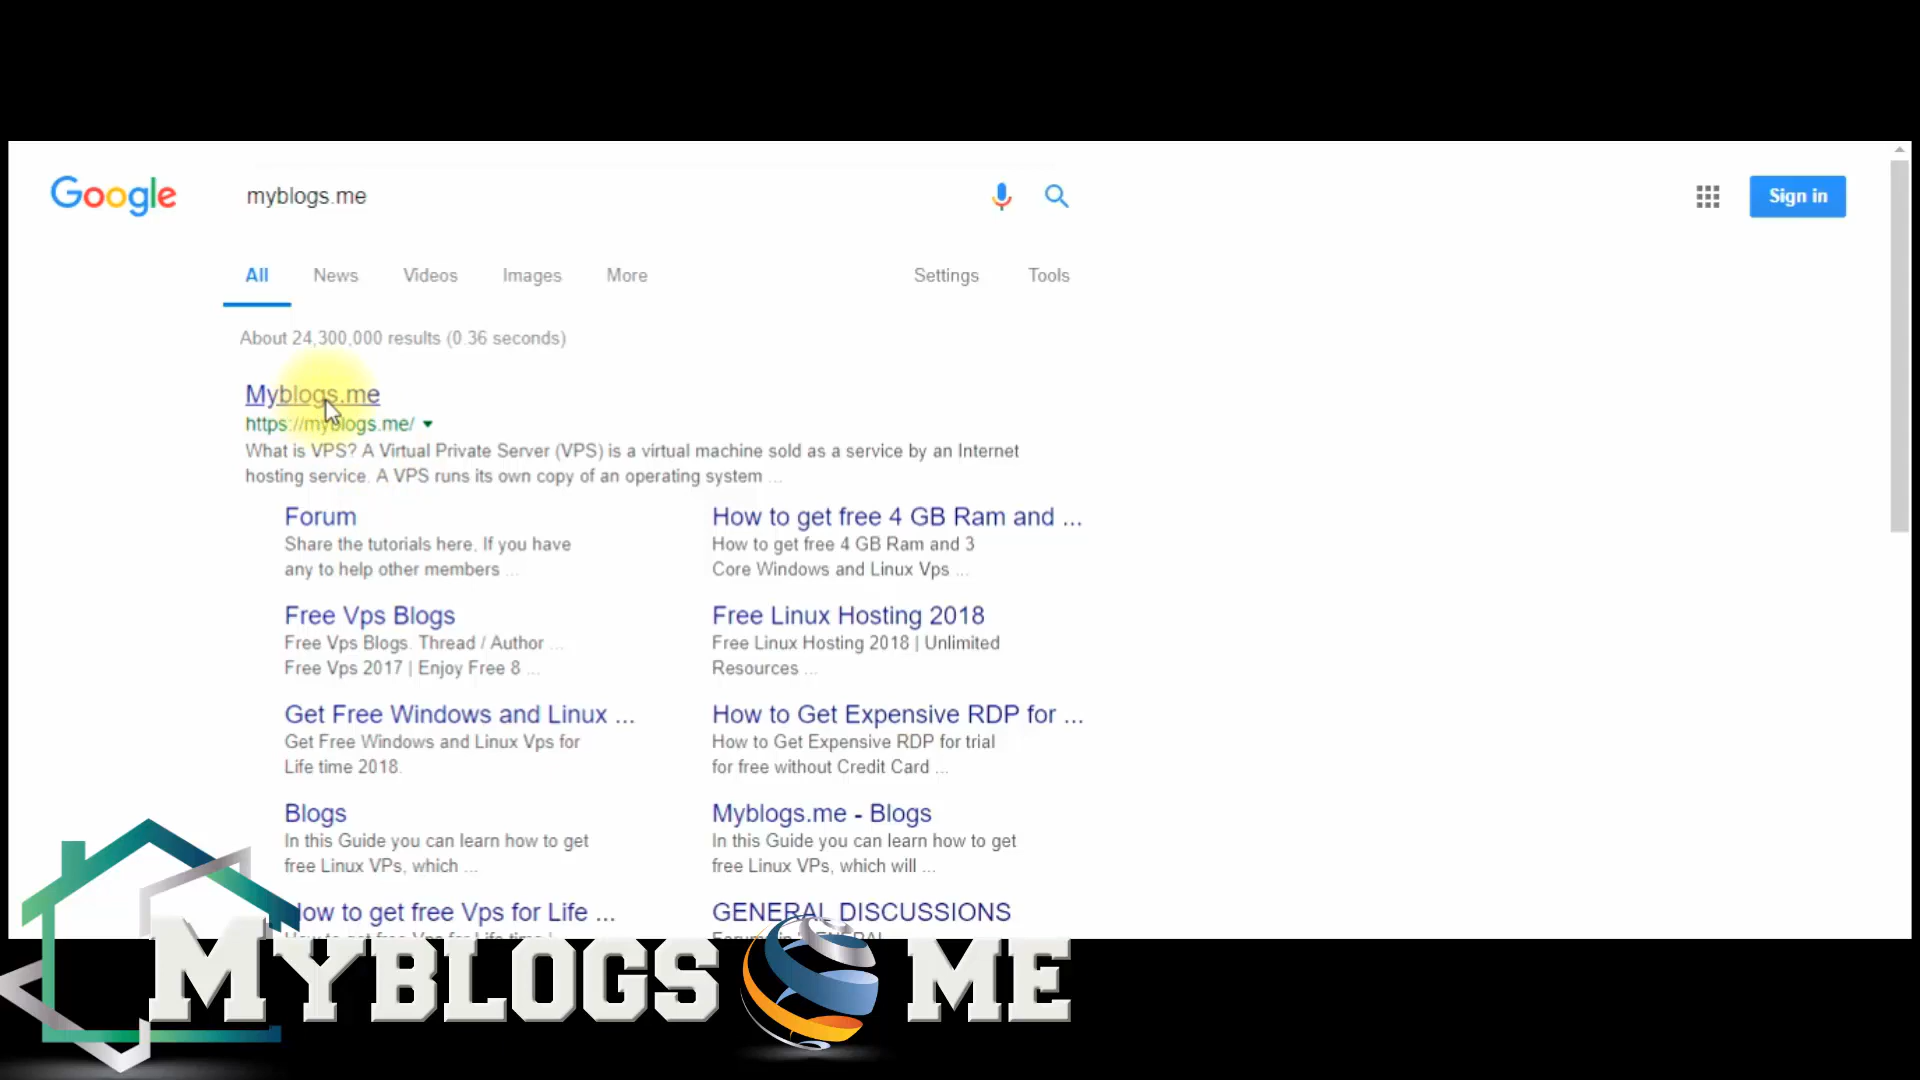 Google
myblogs.me
Sign in
All News Videos Images More Settings Tools
About 24,300,000 results (0.36 seconds)
Myblogs.me
https://myblogs.me/
What is VPS? A Virtual Private Server (VPS) is a virtual machine sold as a service by an Internet
hosting service. A VPS runs its own copy of an operating system ...
Forum
Share the tutorials here. If you have
any to help other members ...
How to get free 4 GB Ram and ...
How to get free 4 GB Ram and 3
Core Windows and Linux Vps ...
Free Vps Blogs
Free Vps Blogs. Thread / Author ...
Free Vps 2017 | Enjoy Free 8 ...
Free Linux Hosting 2018
Free Linux Hosting 2018 | Unlimited
Resources ...
Get Free Windows and Linux ...
Get Free Windows and Linux Vps for
Life time 2018.
How to Get Expensive RDP for ...
How to Get Expensive RDP for trial
for free without Credit Card ...
Blogs
In this Guide you can learn how to get
free Linux VPs, which ...
Myblogs.me - Blogs
In this Guide you can learn how to get
free Linux VPs, which will ...
How to get free Vps for Life ...
GENERAL DISCUSSIONS
MYBLOGS ME